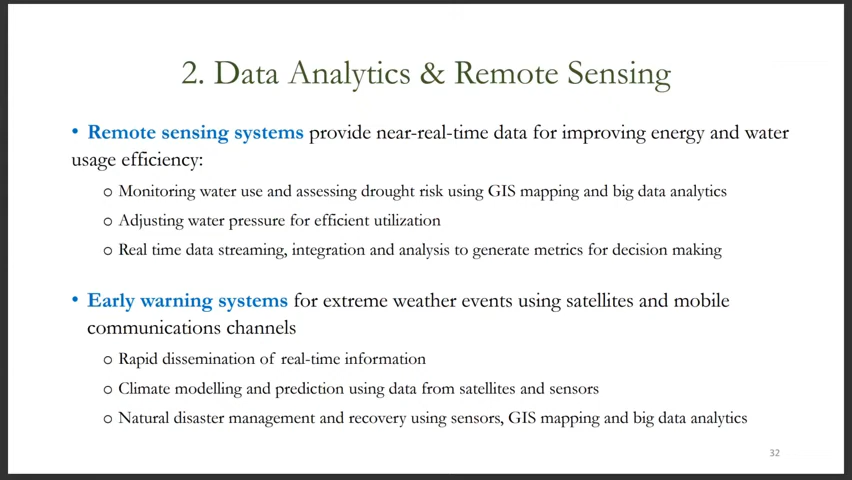 2. Data Analytics & Remote Sensing
• Remote sensing systems provide near-real-time data for improving energy and water
usage efficiency:
o Monitoring water use and assessing drought risk using GIS mapping and big data analytics
o Adjusting water pressure for efficient utilization
o Real time data streaming, integration and analysis to generate metrics for decision making
• Early warning systems for extreme weather events using satellites and mobile
communications channels
o Rapid dissemination of real-time information
o Climate modelling and prediction using data from satellites and sensors
o Natural disaster management and recovery using sensors, GIS mapping and big data analytics
32